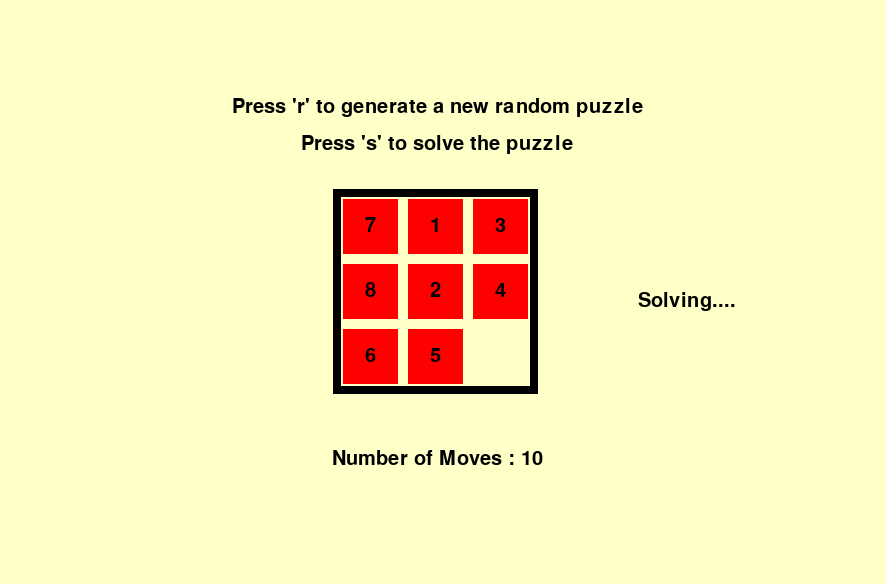 Press 'r' to generate a new random puzzle
Press 's' to solve the puzzle
7 1 3
8 2 4
Solving....
6 5
Number of Moves : 10